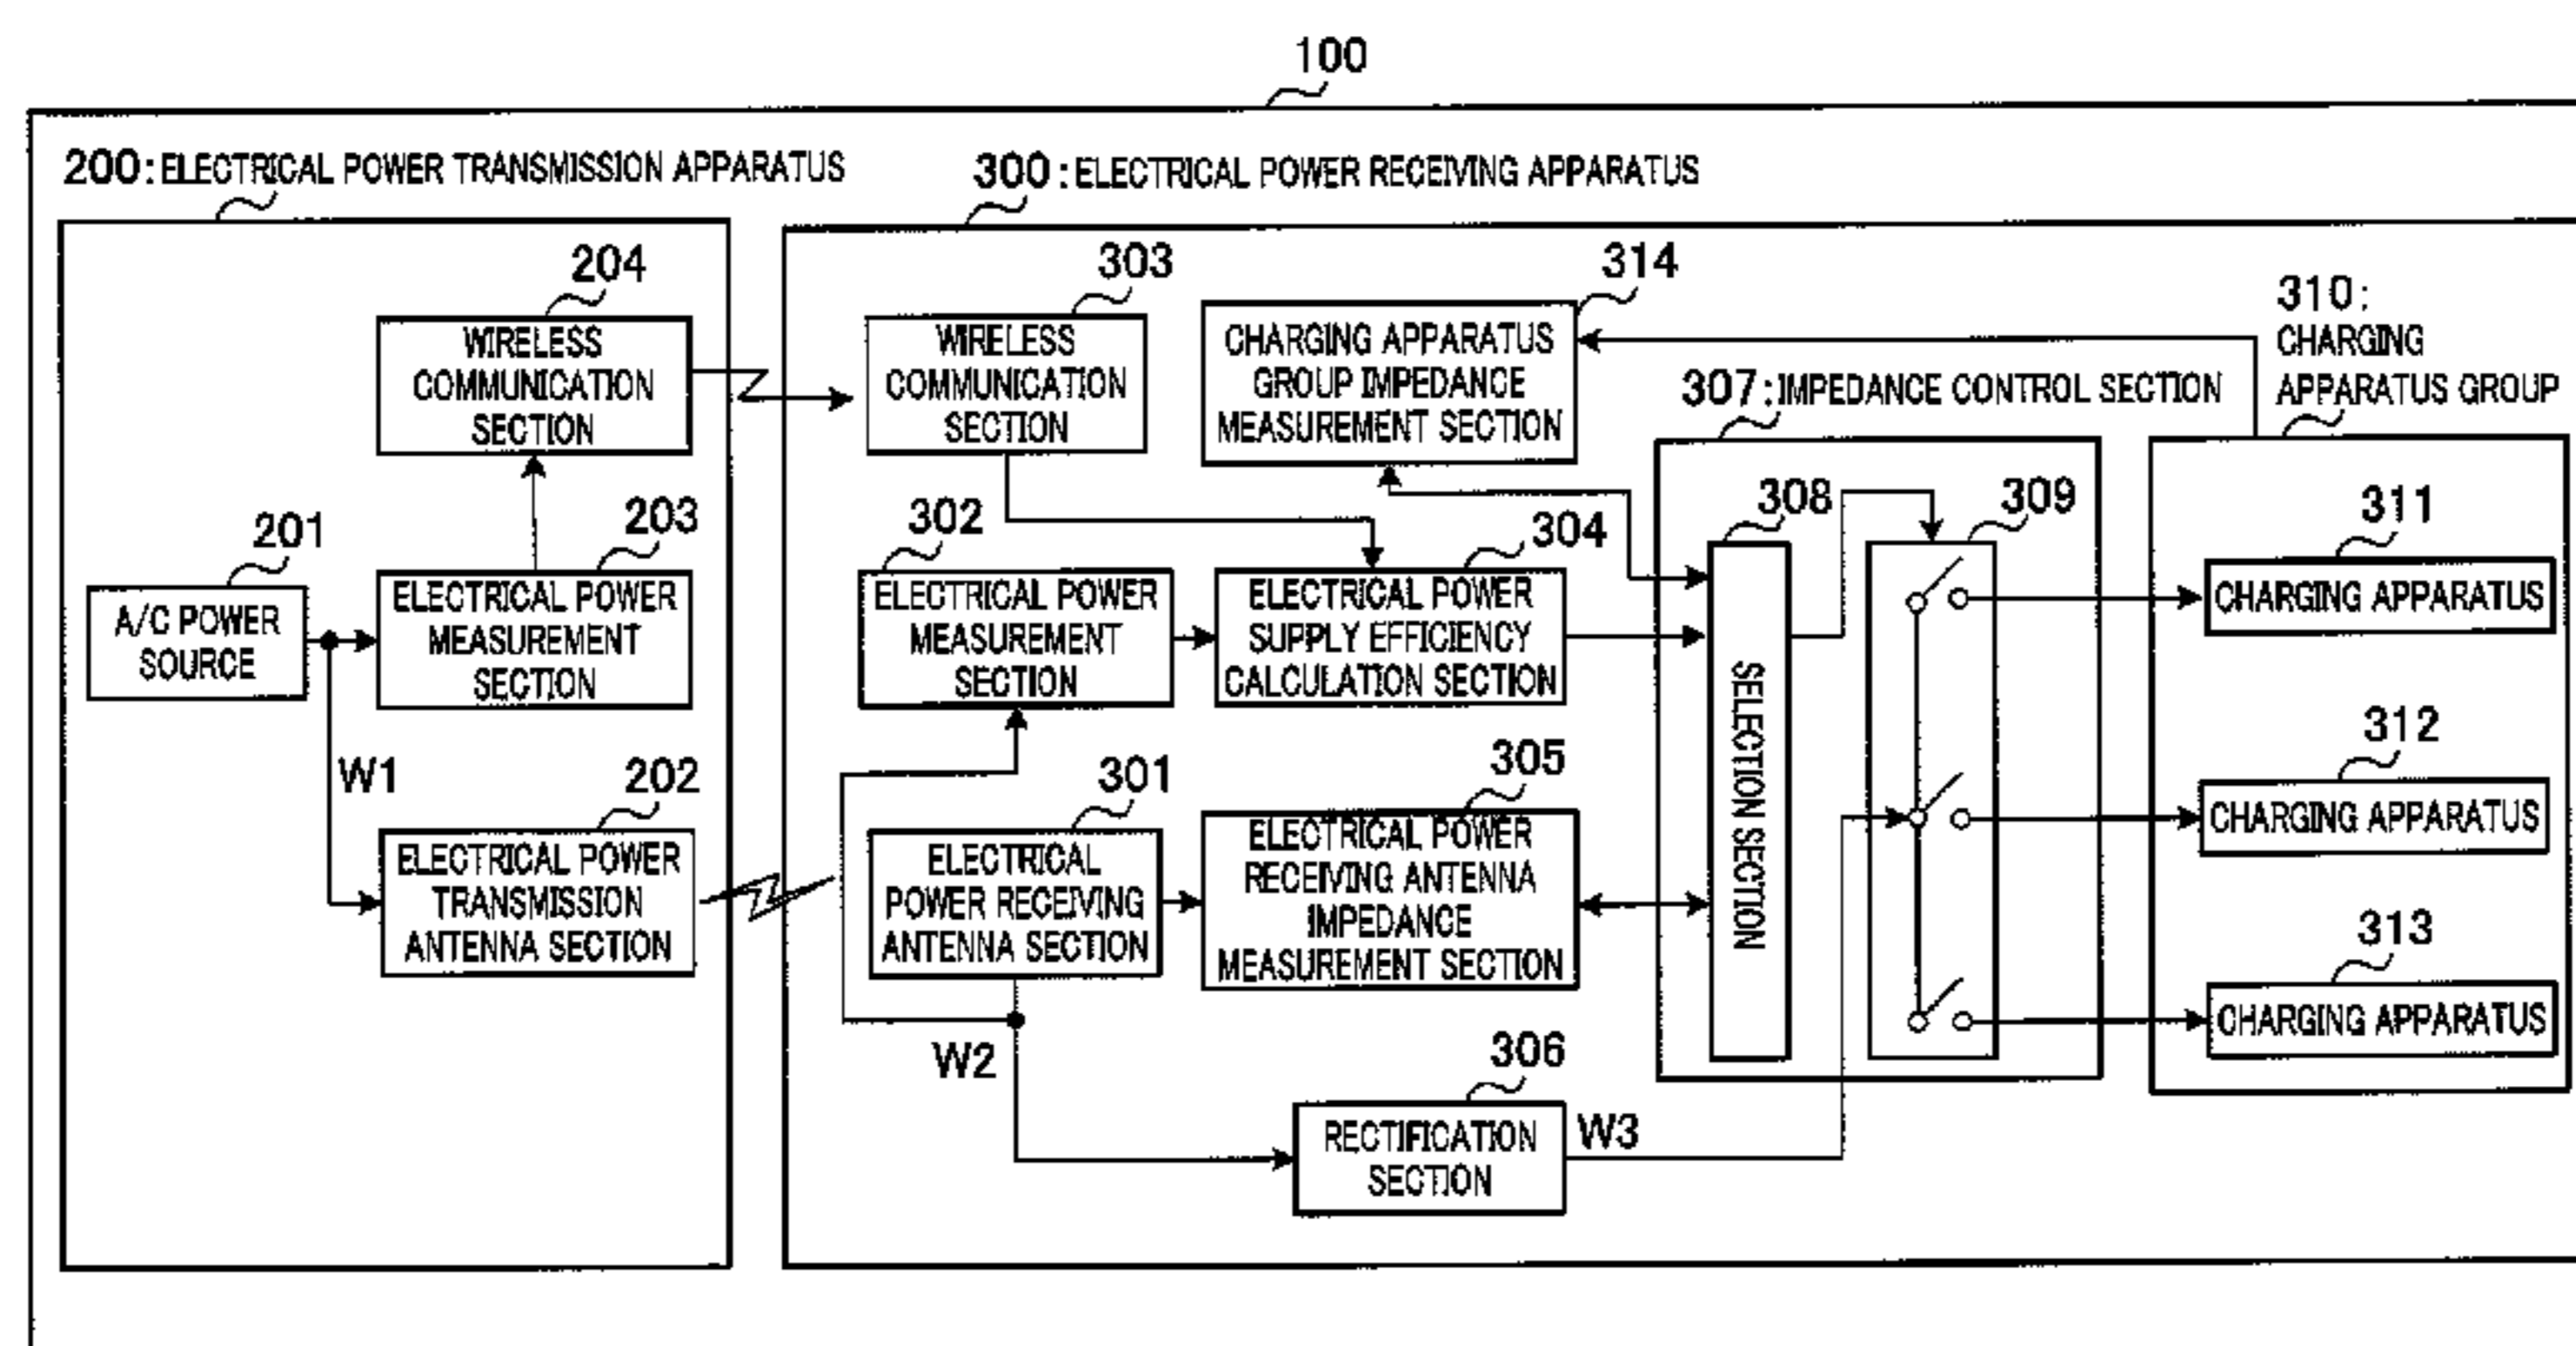 100
200:ELECTRICAL POWER TRANSMISSION APPARATUS
300:ELECTRICAL POWER RECEIVING APPARATUS
204
WIRELESS
COMMUNICATION
SECTION
201
A/C POWER
SOURCE
203
ELECTRICAL POWER
MEASUREMENT
SECTION
W1
202
ELECTRICAL POWER
TRANSMISSION
ANTENNA SECTION
303
WIRELESS
COMMUNICATION
SECTION
314
CHARGING APPARATUS
GROUP IMPEDANCE
MEASUREMENT SECTION
302
ELECTRICAL POWER
MEASUREMENT
SECTION
304
ELECTRICAL POWER
SUPPLY EFFICIENCY
CALCULATION SECTION
301
ELECTRICAL
POWER RECEIVING
ANTENNA SECTION
305
ELECTRICAL POWER
RECEIVING ANTENNA
IMPEDANCE
MEASUREMENT SECTION
W2
306
RECTIFICATION
SECTION
W3
307:IMPEDANCE CONTROL SECTION
308
SELECTION SECTION
309
310:
CHARGING
APPARATUS GROUP
311
CHARGING APPARATUS
312
CHARGING APPARATUS
313
CHARGING APPARATUS